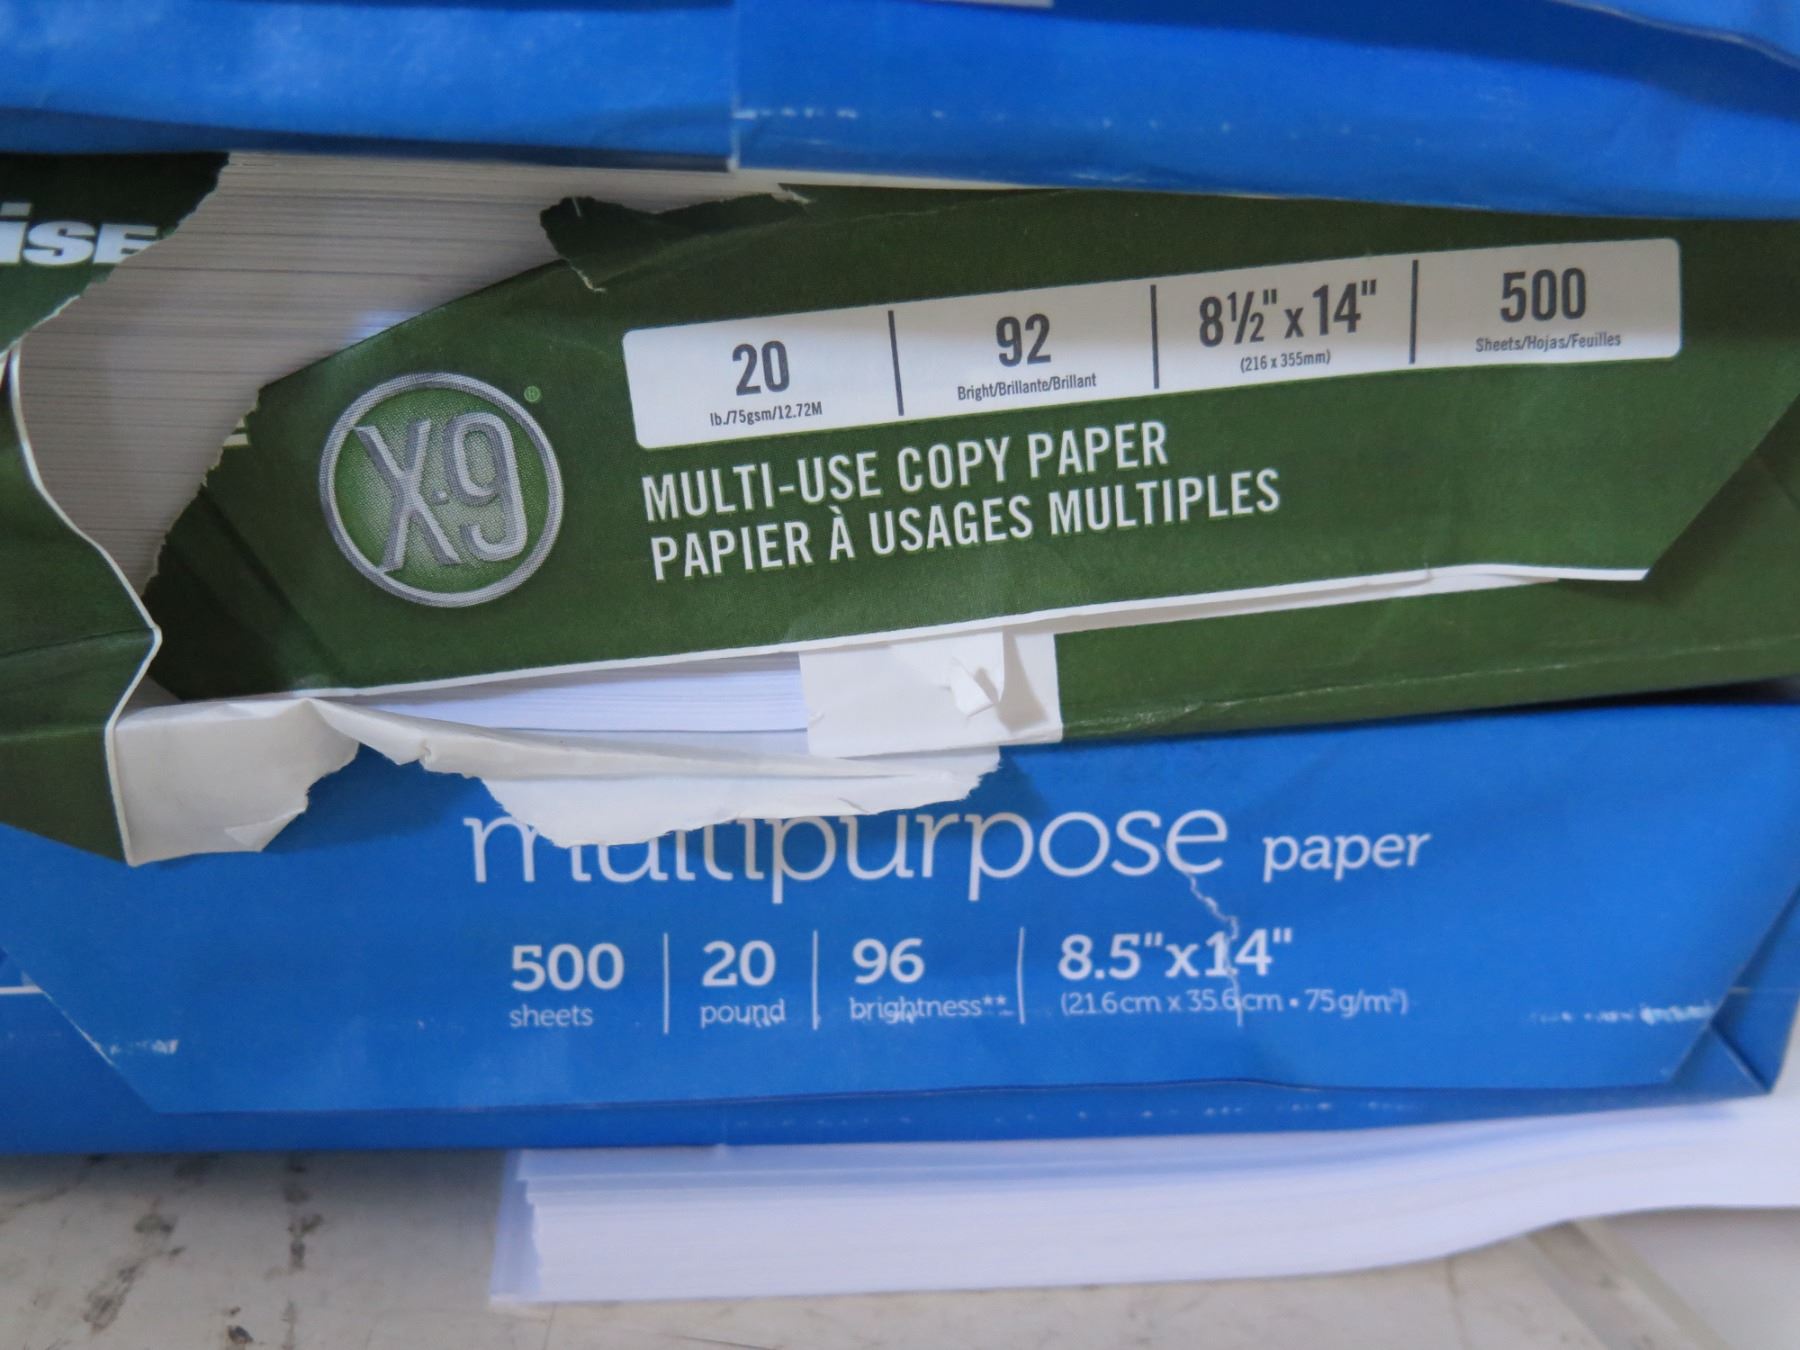 iSE
X-9®
20
lb./75gsm/12.72M
92
Bright/Brillante/Brillant
8½"x14"
(216 x 355mm)
500
Sheets/Hojas/Feuilles
MULTI-USE COPY PAPER
PAPIER À USAGES MULTIPLES
multipurpose paper
500
sheets
20
pound
96
brightness**
8.5"x14"
(21.6cm x 35.6cm • 75g/m²)